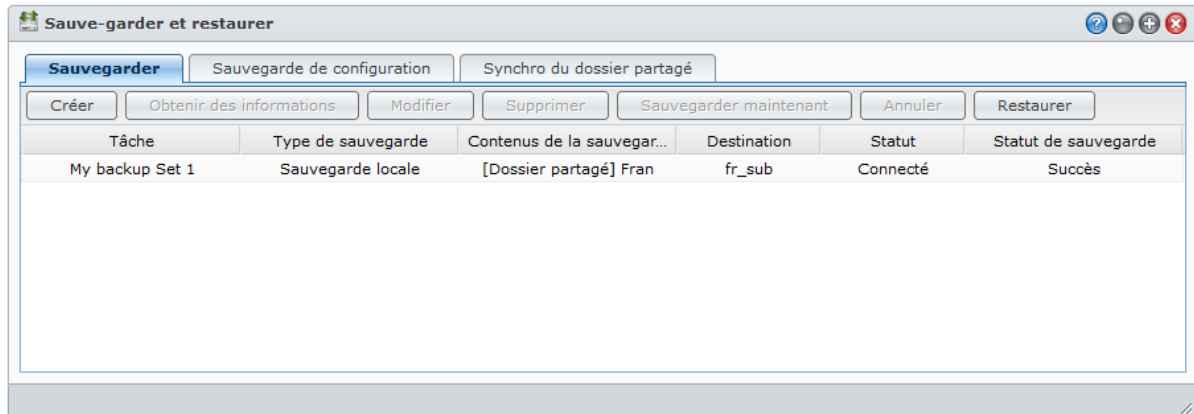 Sauve-garder et restaurer
Sauvegarder Sauvegarde de configuration Synchro du dossier partagé
Créer Obtenir des informations Modifier Supprimer Sauvegarder maintenant Annuler Restaurer
Tâche Type de sauvegarde Contenus de la sauvegar... Destination Statut Statut de sauvegarde
My backup Set 1 Sauvegarde locale [Dossier partagé] Fran fr_sub Connecté Succès